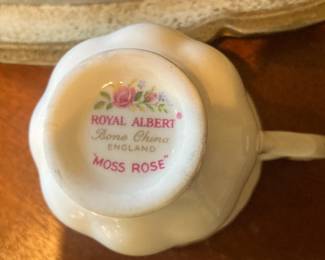 ROYAL ALBERT®
Bone China
ENGLAND
"MOSS ROSE"